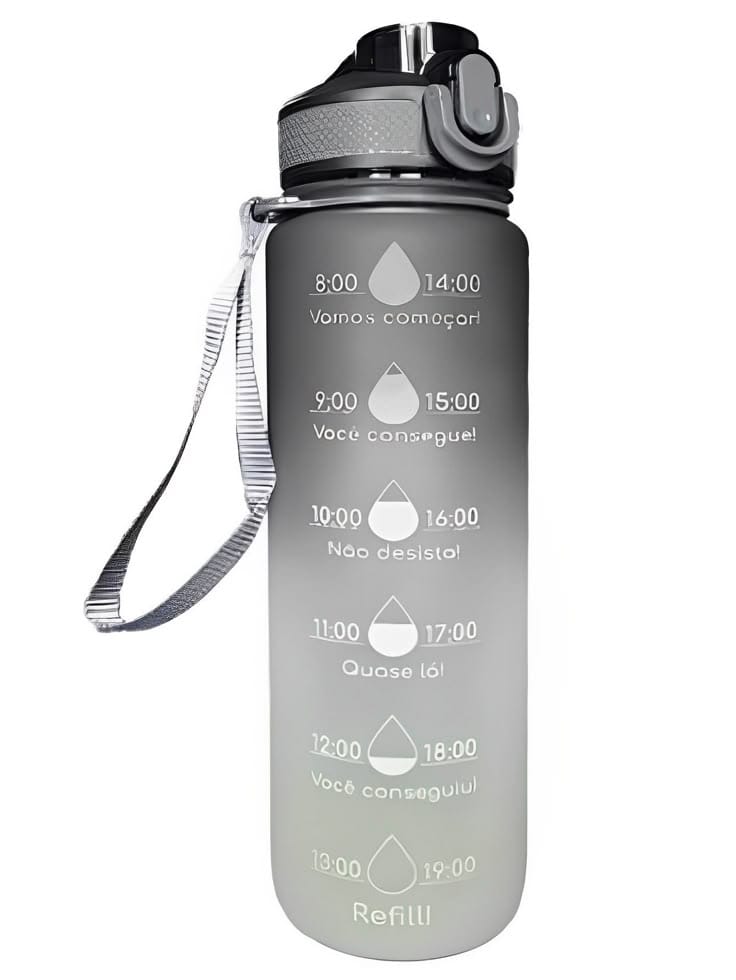 8:00 14:00
Vamos começar!
9:00 15:00
Você consegue!
10:00 16:00
Não desista!
11:00 17:00
Quase lá!
12:00 18:00
Você conseguiu!
13:00 19:00
Refill!